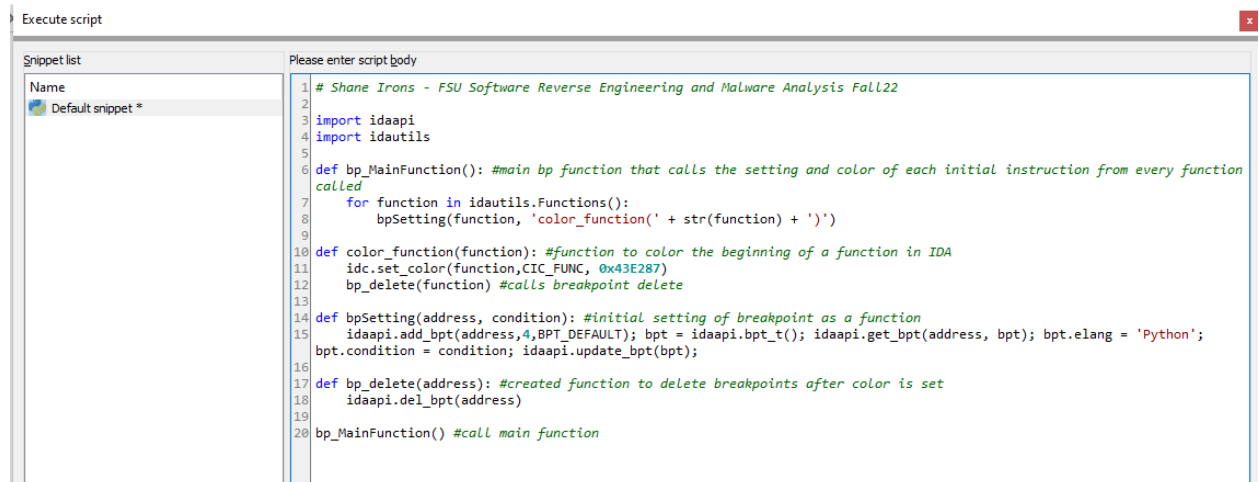 Execute script
x
Snippet list
Please enter script body
Name
Default snippet *
1 # Shane Irons - FSU Software Reverse Engineering and Malware Analysis Fall22
2
3 import idaapi
4 import idautils
5
6 def bp_MainFunction(): #main bp function that calls the setting and color of each initial instruction from every function
called
7     for function in idautils.Functions():
8         bpSetting(function, 'color_function(' + str(function) + ')')
9
10 def color_function(function): #function to color the beginning of a function in IDA
11     idc.set_color(function,CIC_FUNC, 0x43E287)
12     bp_delete(function) #calls breakpoint delete
13
14 def bpSetting(address, condition): #initial setting of breakpoint as a function
15     idaapi.add_bpt(address,4,BPT_DEFAULT); bpt = idaapi.bpt_t(); idaapi.get_bpt(address, bpt); bpt.elang = 'Python';
bpt.condition = condition; idaapi.update_bpt(bpt);
16
17 def bp_delete(address): #created function to delete breakpoints after color is set
18     idaapi.del_bpt(address)
19
20 bp_MainFunction() #call main function